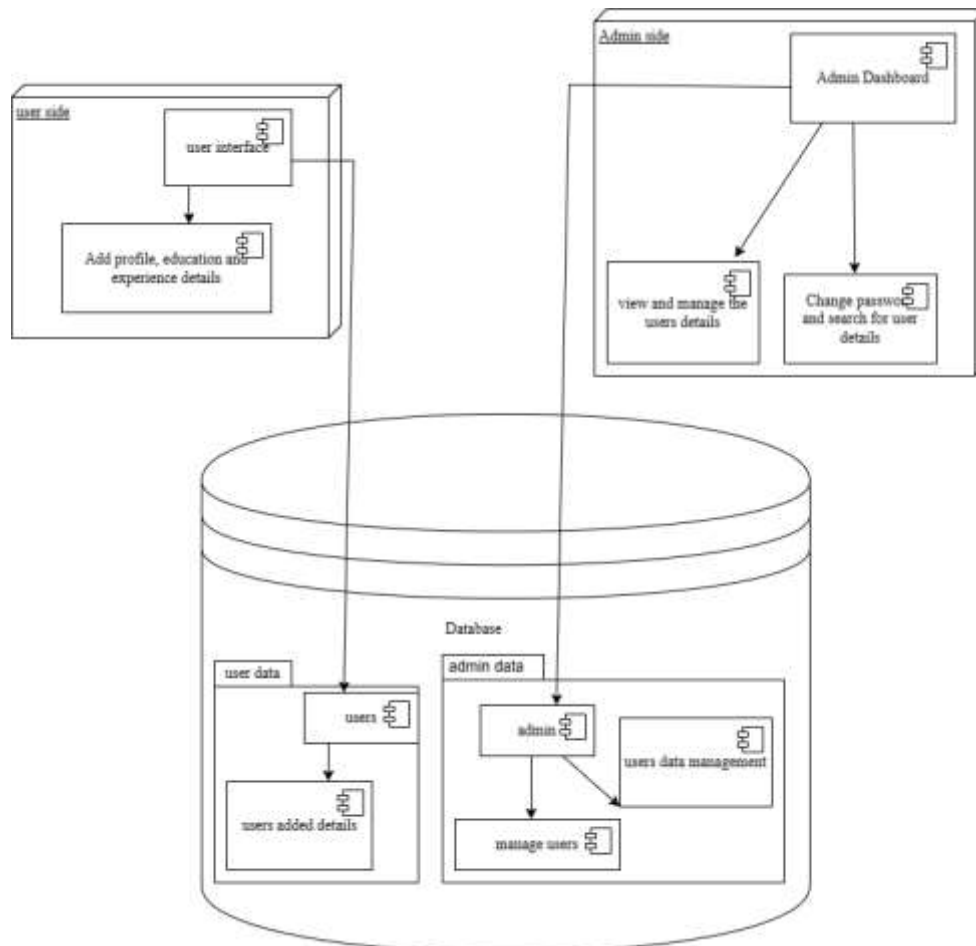 Admin side
Admin Dashboard
user side
user interface
Add profile, education and
experience details
view and manage the
users details
Change password
and search for user
details
Database
user data
admin data
users
admin
users data management
users added details
manage users